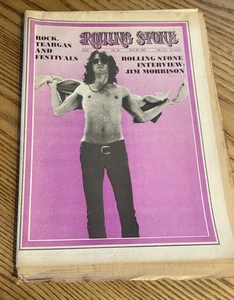 ROLLING STONE
ROCK,
TEARGAS
AND
FESTIVALS
ROLLING STONE
INTERVIEW:
JIM MORRISON